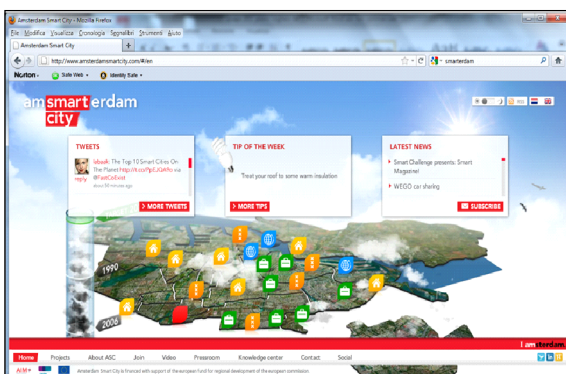 Amsterdam Smart City - Mozilla Firefox
File Modifica Visualizza Cronologia Segnalibri Strumenti Aiuto
Amsterdam Smart City
http://www.amsterdamsmartcity.com/#/en
smarterdam
Norton Safe Web Identity Safe
am smart erdam
city
TWEETS
The Top 10 Smart Cities On
The Planet via
@FastCoExist
reply
about 54 minutes ago
> MORE TWEETS
TIP OF THE WEEK
Treat your roof to some warm insulation
> MORE TIPS
LATEST NEWS
Smart Challenge presents: Smart
Magazine!
WEGO car sharing
SUBSCRIBE
1990
2006
I amsterdam.
Home Projects About ASC Join Video Pressroom Knowledge center Contact Social
Amsterdam Smart City is financed with support of the european fund for regional development of the european commission.